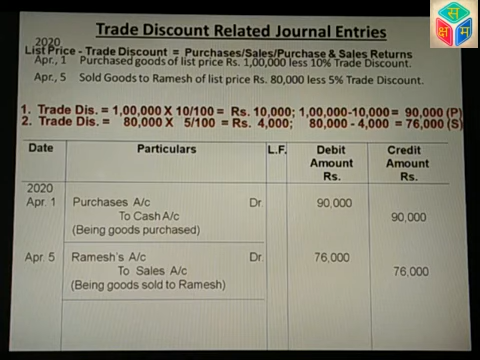 स
क्ष
म
Trade Discount Related Journal Entries
2020
List Price - Trade Discount = Purchases/Sales/Purchase & Sales Returns
Apr., 1 Purchased goods of list price Rs. 1,00,000 less 10% Trade Discount.
Apr., 5 Sold Goods to Ramesh of list price Rs. 80,000 less 5% Trade Discount.
1. Trade Dis. = 1,00,000 X 10/100 = Rs. 10,000; 1,00,000-10,000 = 90,000 (P)
2. Trade Dis. = 80,000 X 5/100 = Rs. 4,000; 80,000 - 4,000 = 76,000 (S)
Date Particulars L.F. Debit Amount Rs. Credit Amount Rs.
2020
Apr. 1 Purchases A/c Dr. 90,000
To Cash A/c 90,000
(Being goods purchased)
Apr. 5 Ramesh's A/c Dr. 76,000
To Sales A/c 76,000
(Being goods sold to Ramesh)